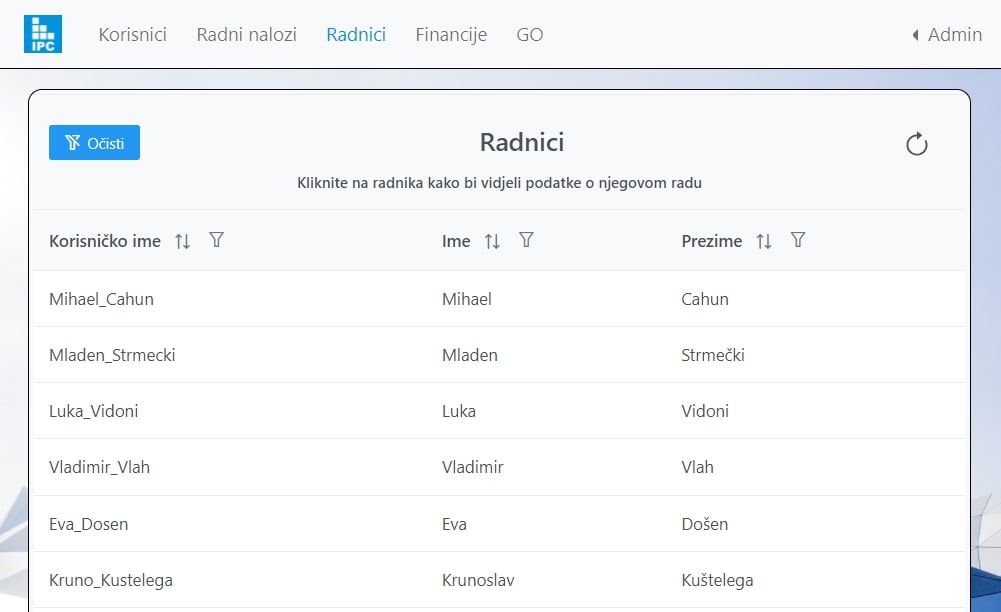 IPC
Korisnici Radni nalozi Radnici Financije GO Admin
Očisti
Radnici
Kliknite na radnika kako bi vidjeli podatke o njegovom radu
Korisničko ime Ime Prezime
Mihael_Cahun Mihael Cahun
Mladen_Strmecki Mladen Strmečki
Luka_Vidoni Luka Vidoni
Vladimir_Vlah Vladimir Vlah
Eva_Dosen Eva Došen
Kruno_Kustelega Krunoslav Kuštelega